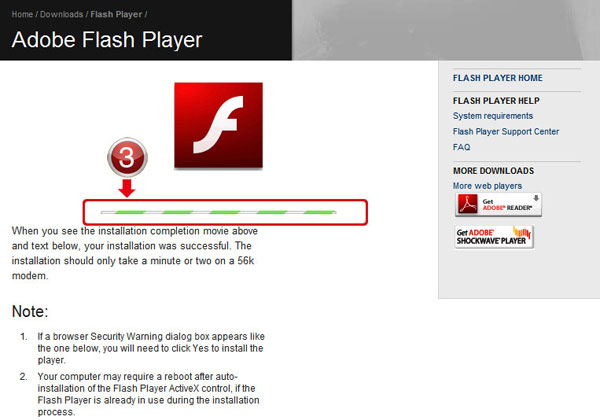 Home / Downloads / Flash Player /
Adobe Flash Player
3
When you see the installation completion movie above
and text below, your installation was successful. The
installation should only take a minute or two on a 56k
modem.
Note:
1. If a browser Security Warning dialog box appears like
the one below, you will need to click Yes to install the
player.
2. Your computer may require a reboot after auto-
installation of the Flash Player ActiveX control, if the
Flash Player is already in use during the installation
process.
FLASH PLAYER HOME
FLASH PLAYER HELP
System requirements
Flash Player Support Center
FAQ
MORE DOWNLOADS
More web players
Get
ADOBE® READER®
Get ADOBE®
SHOCKWAVE® PLAYER